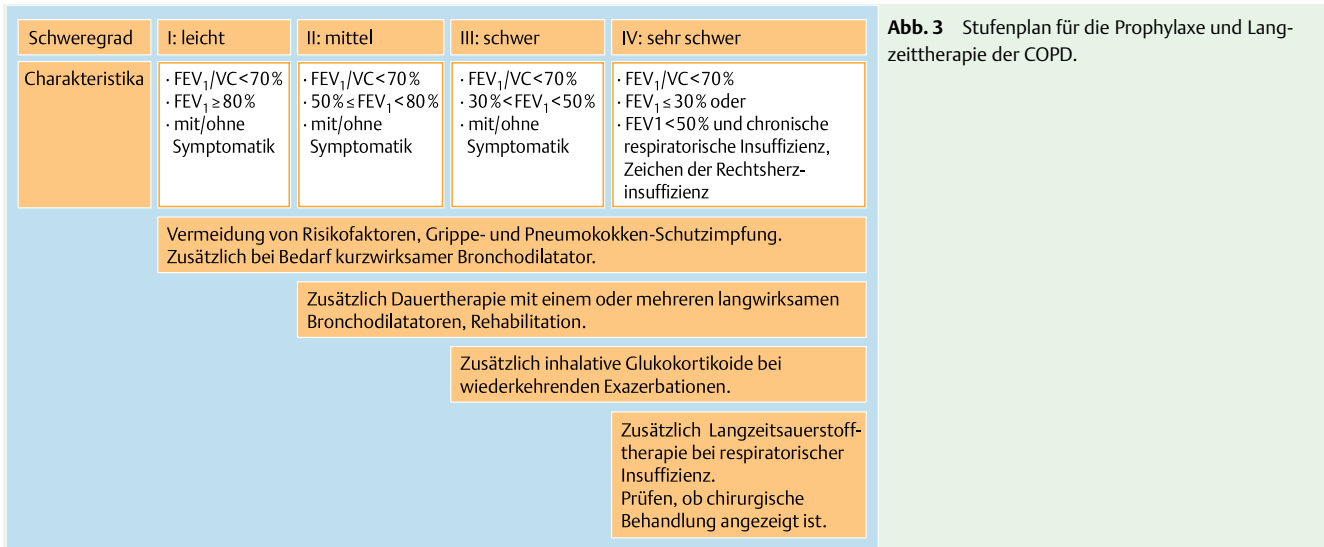 Schweregrad
I: leicht
II: mittel
III: schwer
IV: sehr schwer
Charakteristika
· FEV₁/VC<70%
· FEV₁≥80%
· mit/ohne
Symptomatik
· FEV₁/VC<70%
· 50%≤FEV₁<80%
· mit/ohne
Symptomatik
· FEV₁/VC<70%
· 30%<FEV₁<50%
· mit/ohne
Symptomatik
· FEV₁/VC<70%
· FEV₁≤30% oder
· FEV1<50% und chronische
respiratorische Insuffizienz,
Zeichen der Rechtsherz-
insuffizienz
Vermeidung von Risikofaktoren, Grippe- und Pneumokokken-Schutzimpfung.
Zusätzlich bei Bedarf kurzwirksamer Bronchodilatator.
Zusätzlich Dauertherapie mit einem oder mehreren langwirksamen
Bronchodilatatoren, Rehabilitation.
Zusätzlich inhalative Glukokortikoide bei
wiederkehrenden Exazerbationen.
Zusätzlich Langzeitsauerstoff-
therapie bei respiratorischer
Insuffizienz.
Prüfen, ob chirurgische
Behandlung angezeigt ist.
Abb. 3 Stufenplan für die Prophylaxe und Lang-
zeittherapie der COPD.